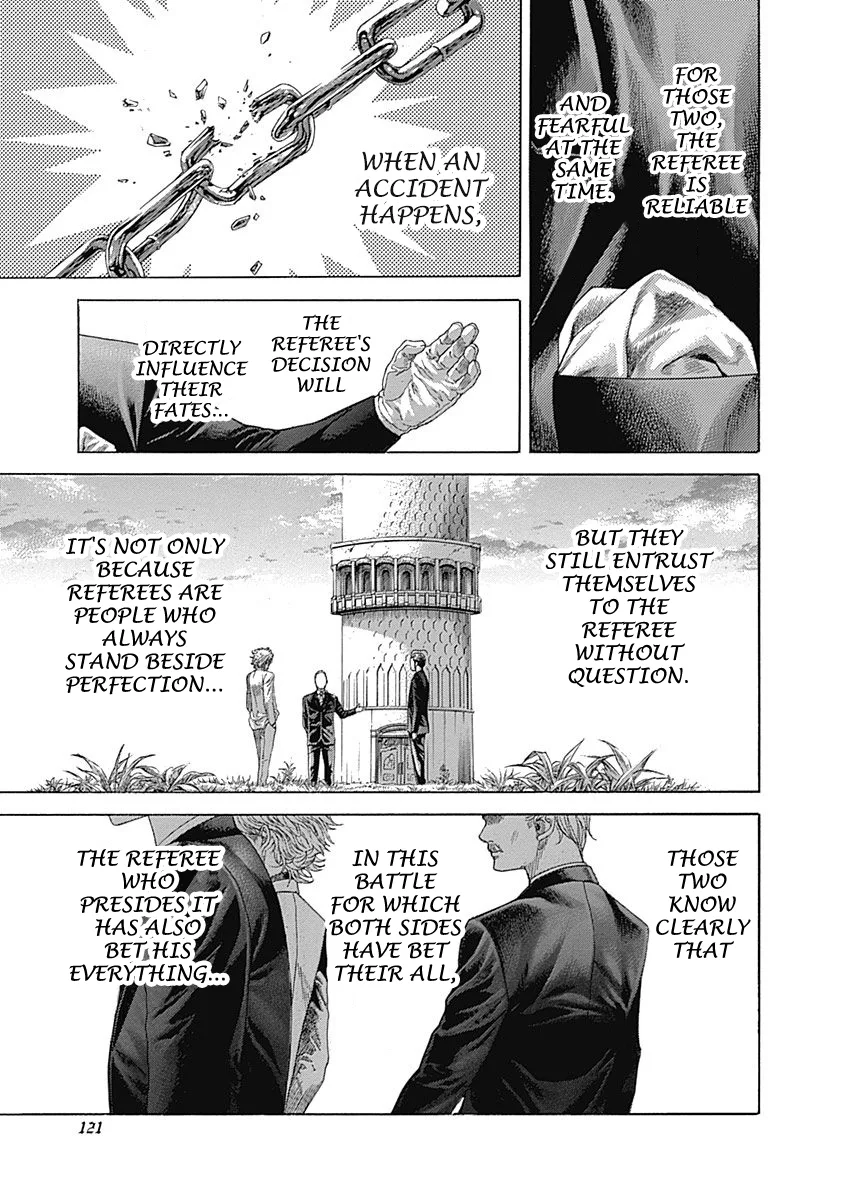 FOR
THOSE
TWO,
THE
REFEREE
IS
RELIABLE
AND
FEARFUL
AT THE
SAME
TIME.
WHEN AN
ACCIDENT
HAPPENS,
THE
REFEREE'S
DECISION
WILL
DIRECTLY
INFLUENCE
THEIR
FATES...
BUT THEY
STILL ENTRUST
THEMSELVES
TO THE
REFEREE
WITHOUT
QUESTION.
IT'S NOT ONLY
BECAUSE
REFEREES ARE
PEOPLE WHO
ALWAYS
STAND BESIDE
PERFECTION...
THOSE
TWO
KNOW
CLEARLY
THAT
IN THIS
BATTLE
FOR WHICH
BOTH SIDES
HAVE BET
THEIR ALL,
THE REFEREE
WHO
PRESIDES IT
HAS ALSO
BET HIS
EVERYTHING...
121